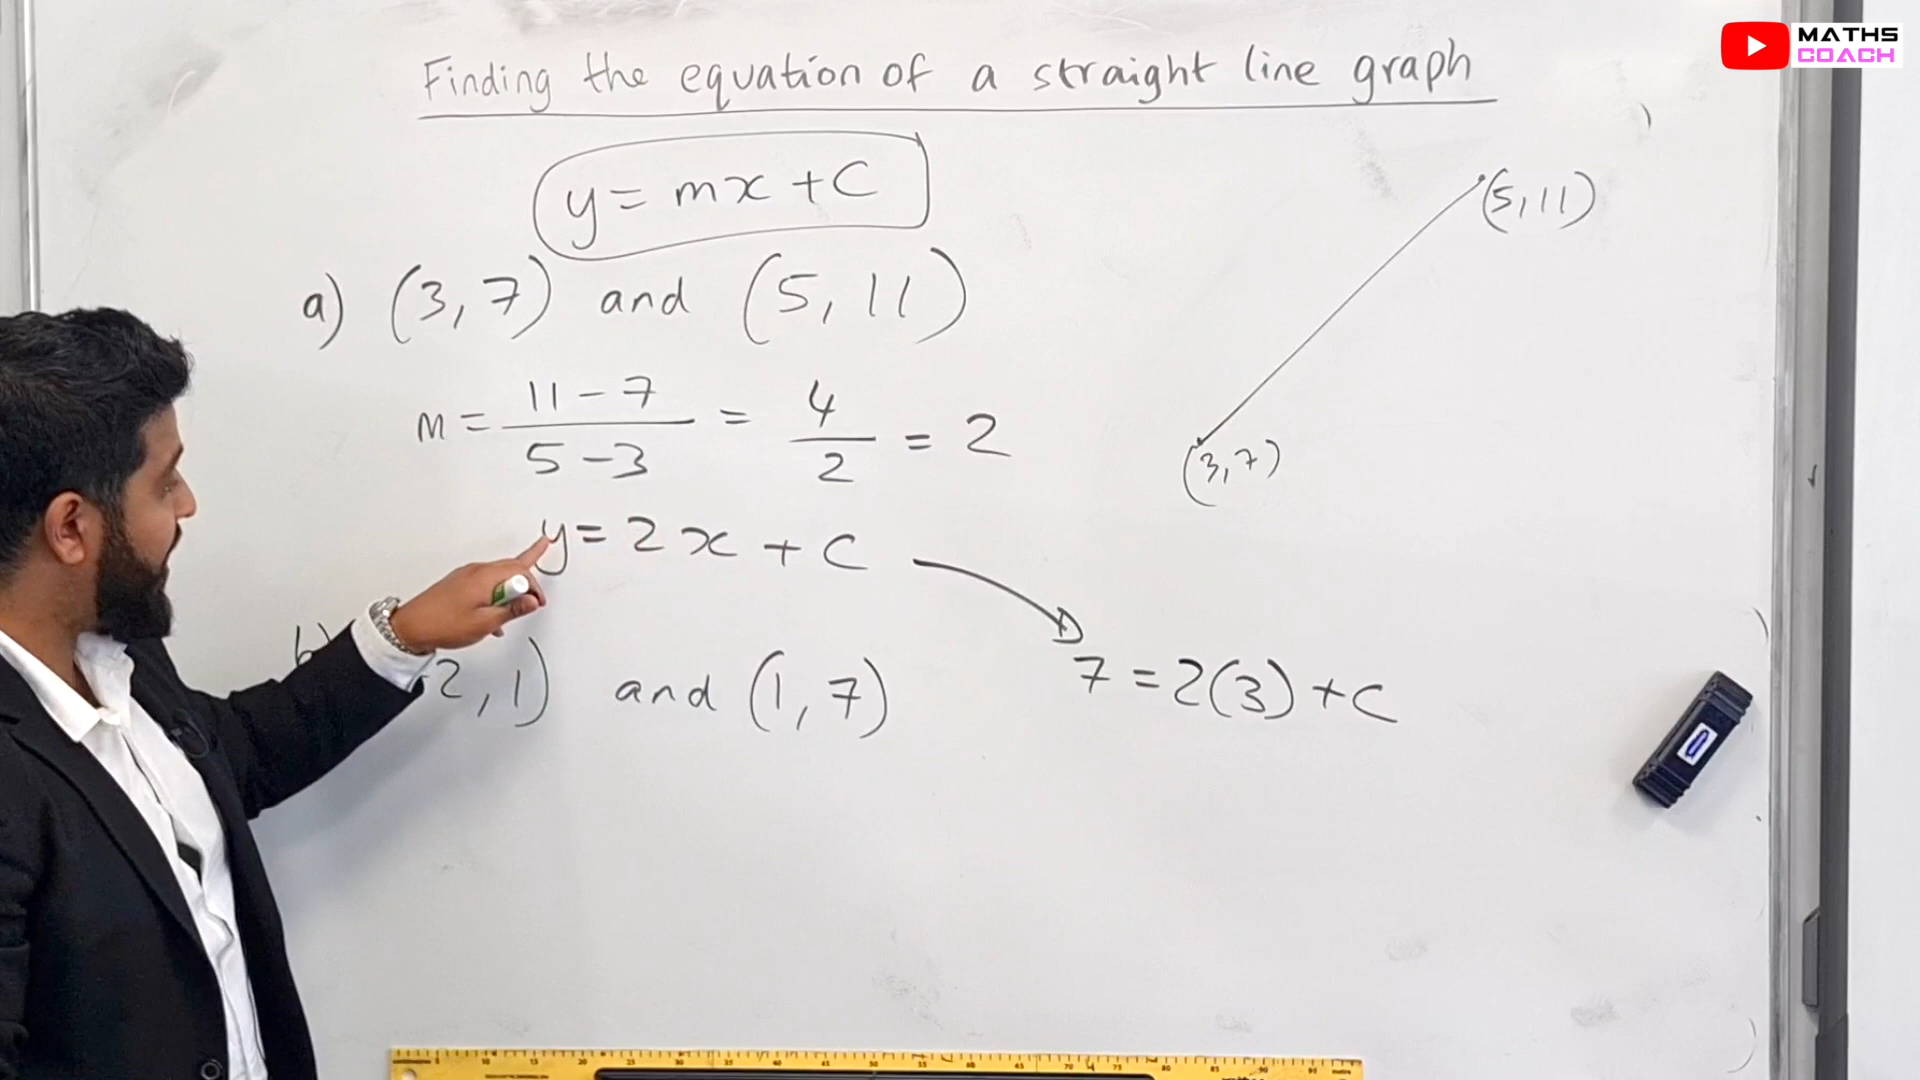 MATHS
COACH
Finding the equation of a straight line graph
y = mx + C
(5, 11)
a) (3, 7) and (5, 11)
m = 11 - 7 / 5 - 3 = 4 / 2 = 2
(3, 7)
y = 2x + C
b) 2, 1) and (1, 7)
7 = 2(3) + C